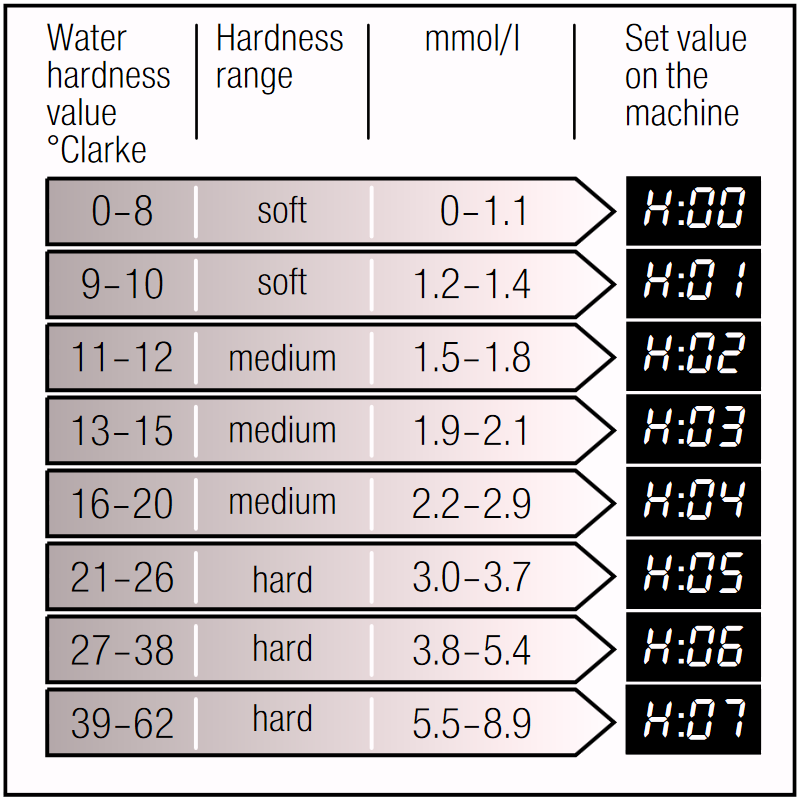 Water hardness value °Clarke | Hardness range | mmol/l | Set value on the machine
0–8 soft 0–1.1 H:00
9–10 soft 1.2–1.4 H:01
11–12 medium 1.5–1.8 H:02
13–15 medium 1.9–2.1 H:03
16–20 medium 2.2–2.9 H:04
21–26 hard 3.0–3.7 H:05
27–38 hard 3.8–5.4 H:06
39–62 hard 5.5–8.9 H:07